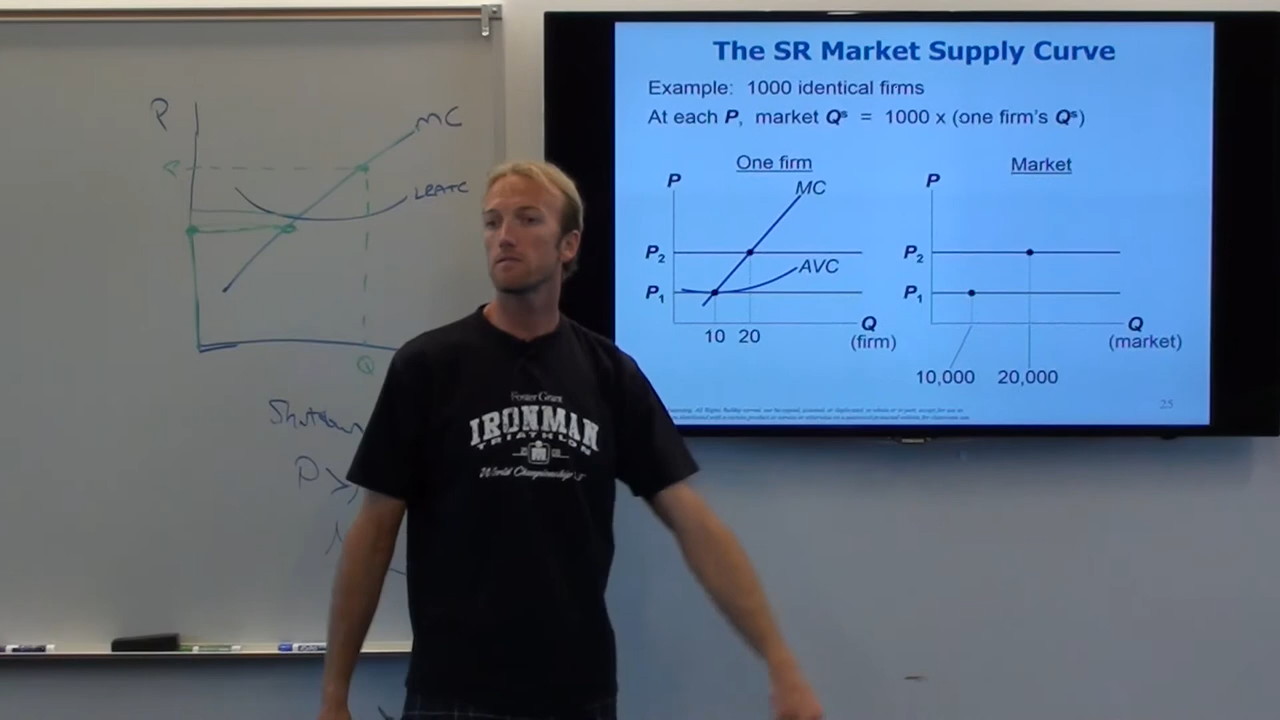 P
MC
P
LRATC
Q
Shutdown
P >
The SR Market Supply Curve
Example: 1000 identical firms
At each P, market Qs = 1000 x (one firm's Qs)
One firm
P
MC
P2
AVC
P1
10 20
Q
(firm)
Market
P
P2
P1
Q
(market)
10,000 20,000
25
Foster Grant
IRONMAN
TRIATHLON
World Championship